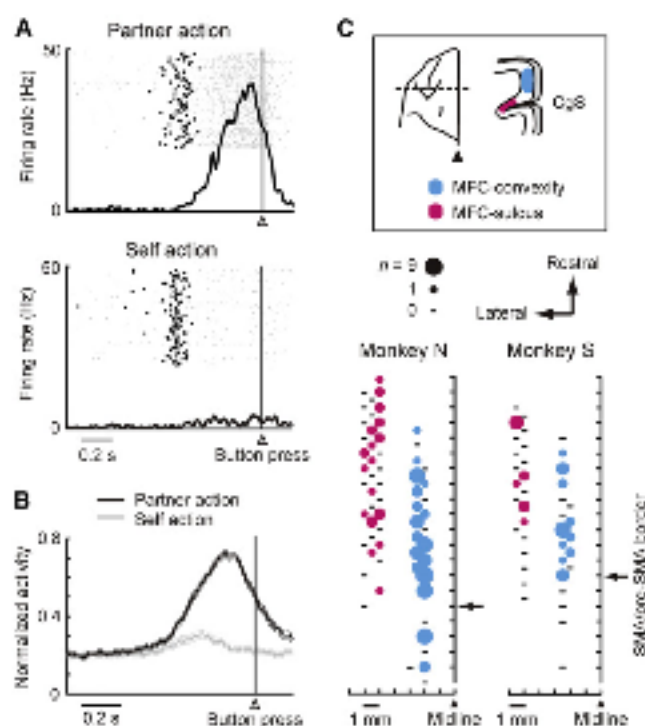 A
Partner action
50
Firing rate (Hz)
0
Self action
60
Firing rate (Hz)
0
0.2 s
Button press
B
Partner action
Self action
0.8
0.4
0
Normalized activity
0.2 s
Button press
C
CgS
MFC-convexity
MFC-sulcus
n = 9
1
0
Rostral
Lateral
Monkey N
Monkey S
SMA/pre-SMA border
1 mm
Midline
1 mm
Midline